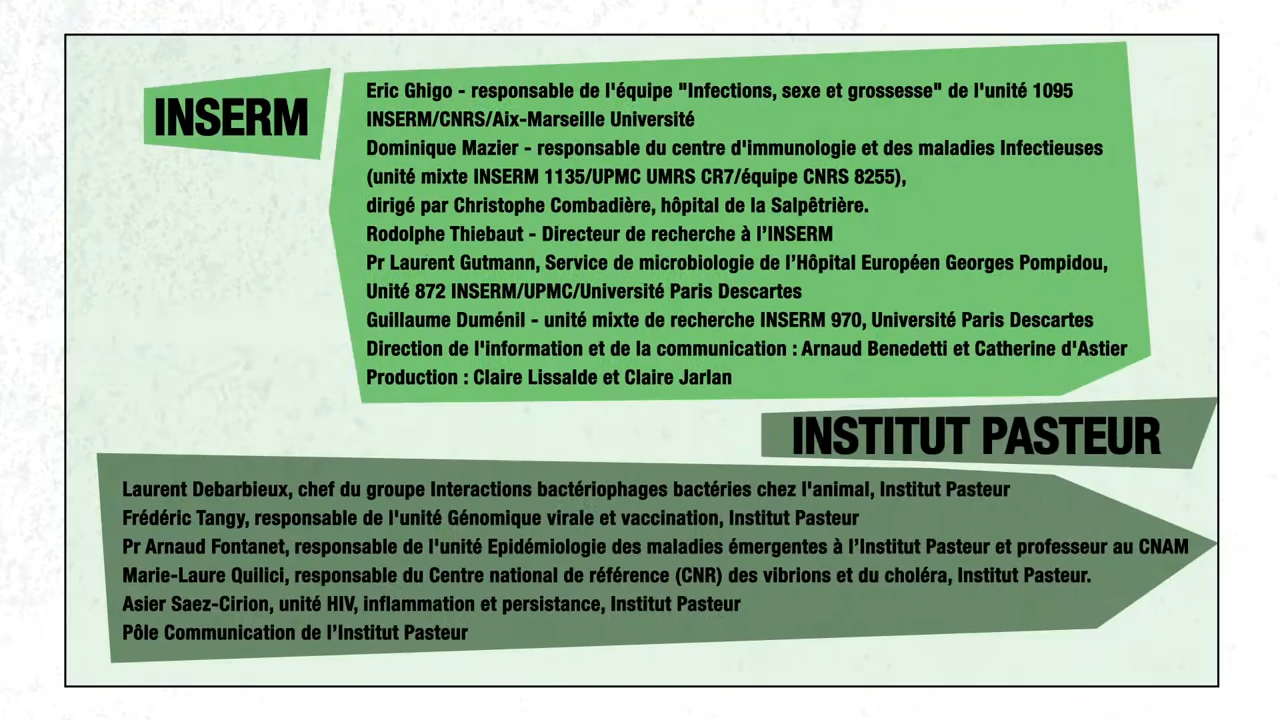 INSERM
Eric Ghigo - responsable de l'équipe "Infections, sexe et grossesse" de l'unité 1095
INSERM/CNRS/Aix-Marseille Université
Dominique Mazier - responsable du centre d'immunologie et des maladies Infectieuses
(unité mixte INSERM 1135/UPMC UMRS CR7/équipe CNRS 8255),
dirigé par Christophe Combadière, hôpital de la Salpêtrière.
Rodolphe Thiebaut - Directeur de recherche à l’INSERM
Pr Laurent Gutmann, Service de microbiologie de l’Hôpital Européen Georges Pompidou,
Unité 872 INSERM/UPMC/Université Paris Descartes
Guillaume Duménil - unité mixte de recherche INSERM 970, Université Paris Descartes
Direction de l'information et de la communication : Arnaud Benedetti et Catherine d'Astier
Production : Claire Lissalde et Claire Jarlan
INSTITUT PASTEUR
Laurent Debarbieux, chef du groupe Interactions bactériophages bactéries chez l'animal, Institut Pasteur
Frédéric Tangy, responsable de l'unité Génomique virale et vaccination, Institut Pasteur
Pr Arnaud Fontanet, responsable de l'unité Epidémiologie des maladies émergentes à l’Institut Pasteur et professeur au CNAM
Marie-Laure Quilici, responsable du Centre national de référence (CNR) des vibrions et du choléra, Institut Pasteur.
Asier Saez-Cirion, unité HIV, inflammation et persistance, Institut Pasteur
Pôle Communication de l’Institut Pasteur